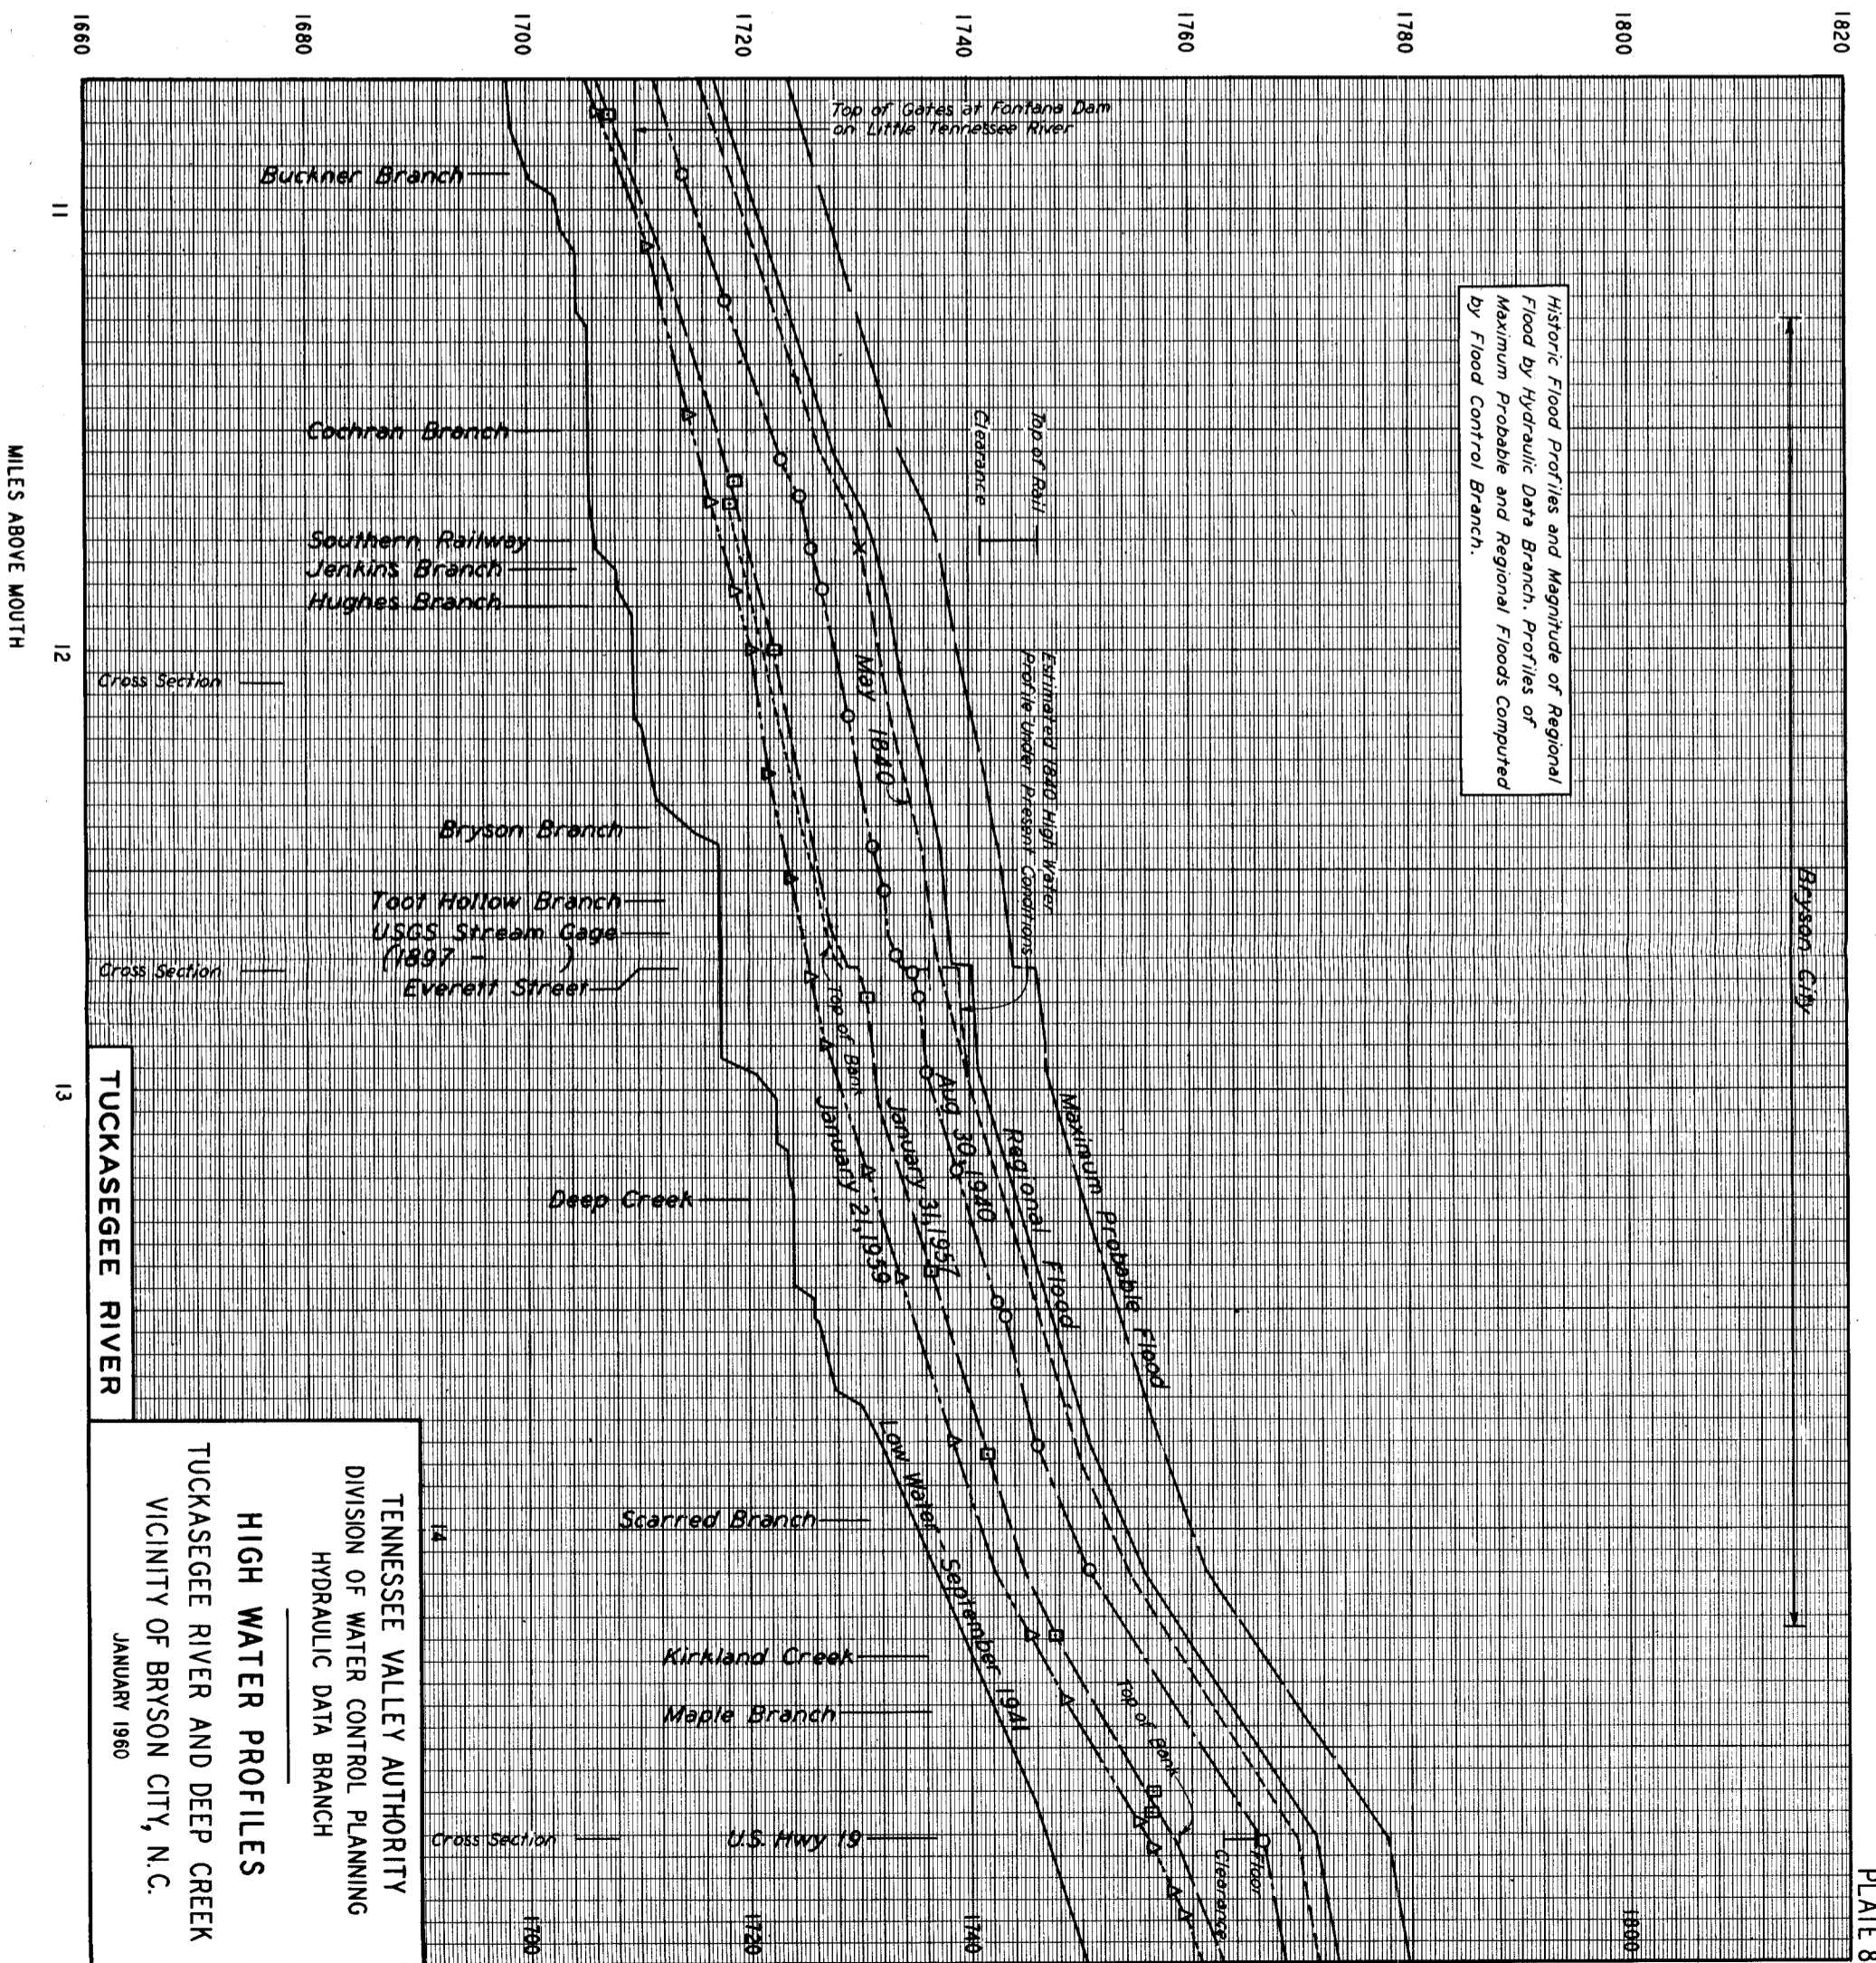 PLATE 8
1820
1800
1780
1760
1740
1720
1700
1680
1660
Bryson City
Historic Flood Profiles and Magnitude of Regional
Flood by Hydraulic Data Branch. Profiles of
Maximum Probable and Regional Floods Computed
by Flood Control Branch.
Top of Gates at Fontana Dam
on Little Tennessee River
Top of Rail
Clearance
Estimated 1840 High Water
Profile Under Present Conditions
May 1840
Maximum Probable Flood
Regional Flood
Aug 30, 1940
January 31, 1957
January 21, 1959
Top of Bank
Low Water - September 1941
Top of Bank
Floor
Clearance
Buckner Branch
Cochran Branch
Southern Railway
Jenkins Branch
Hughes Branch
Cross Section
Bryson Branch
Toot Hollow Branch
USGS Stream Gage
(1897 - )
Cross Section
Everett Street
Deep Creek
Scarred Branch
Kirkland Creek
Maple Branch
U.S. Hwy 19
Cross Section
1800
1740
1720
1700
11
12
13
14
MILES ABOVE MOUTH
TUCKASEGEE RIVER
TENNESSEE VALLEY AUTHORITY
DIVISION OF WATER CONTROL PLANNING
HYDRAULIC DATA BRANCH
HIGH WATER PROFILES
TUCKASEGEE RIVER AND DEEP CREEK
VICINITY OF BRYSON CITY, N.C.
JANUARY 1960